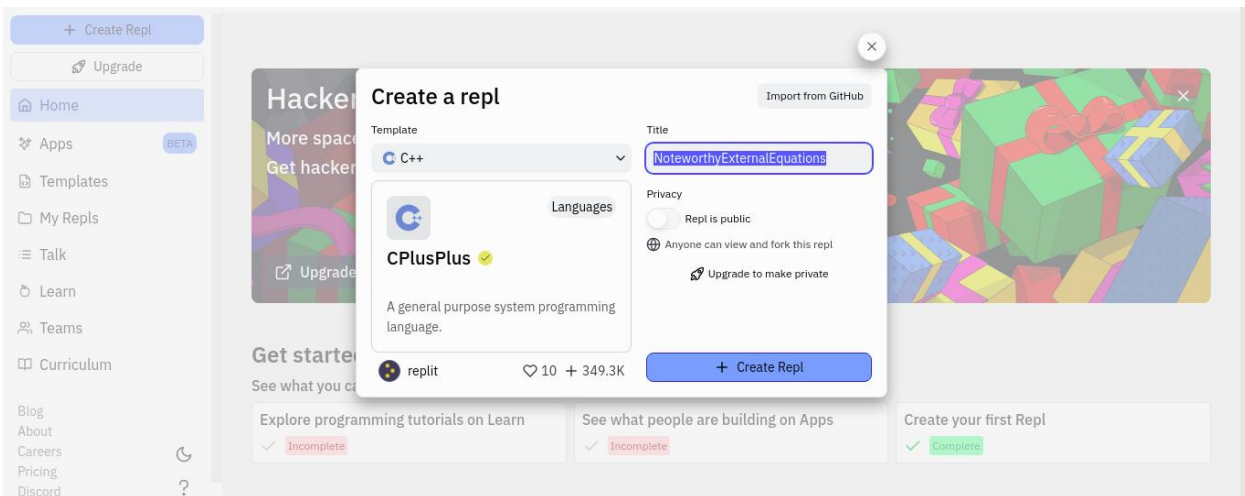 + Create Repl
Upgrade
Home
Apps BETA
Templates
My Repls
Talk
Learn
Teams
Curriculum
Blog
About
Careers
Pricing
Discord
?
Hacker
More space
Get hacker
Upgrade
Create a repl
Import from GitHub
Template
C++
Languages
CPlusPlus
A general purpose system programming
language.
replit 10 + 349.3K
Title
NoteworthyExternalEquations
Privacy
Repl is public
Anyone can view and fork this repl
Upgrade to make private
+ Create Repl
Get starte
See what you ca
Explore programming tutorials on Learn
Incomplete
See what people are building on Apps
Incomplete
Create your first Repl
Complete